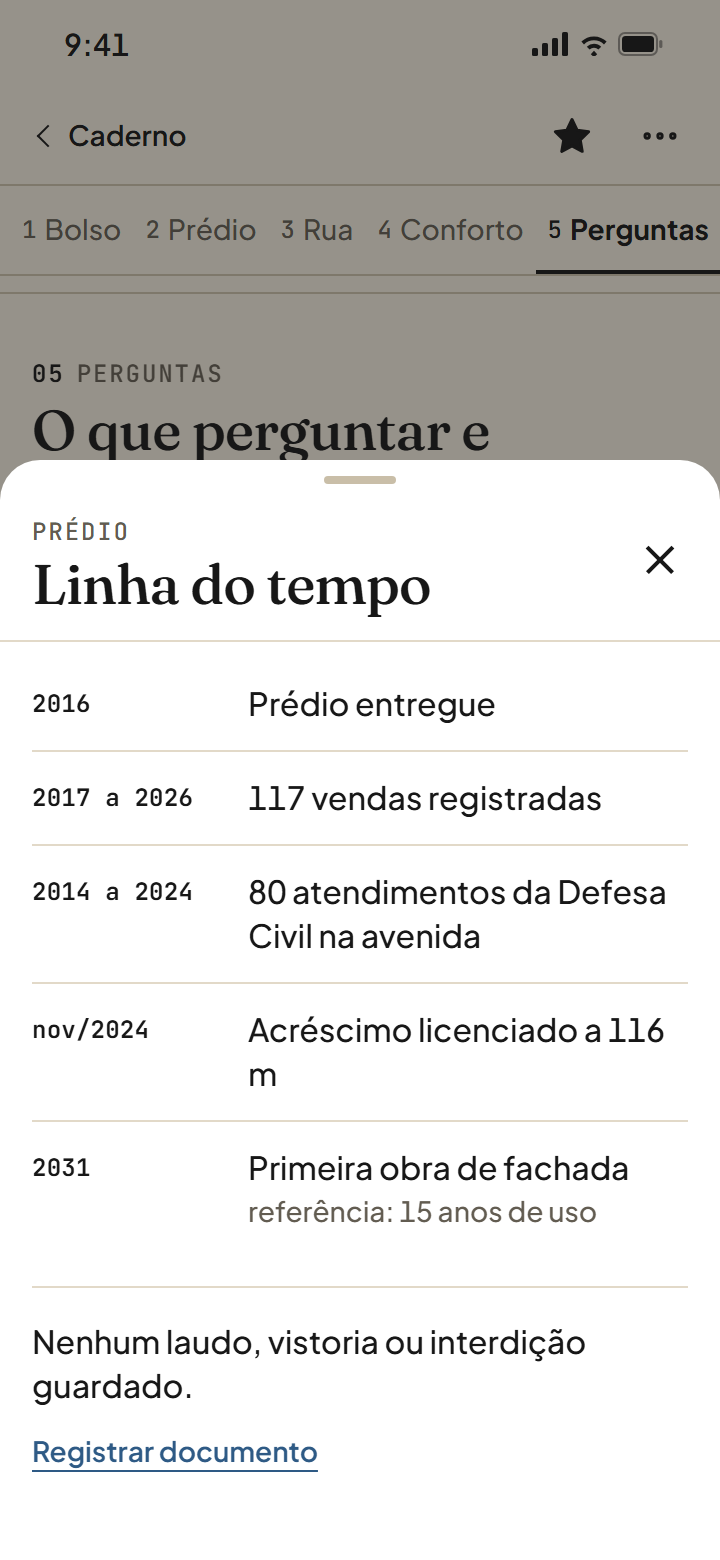 9:41
Caderno
1 Bolso 2 Prédio 3 Rua 4 Conforto 5 Perguntas
05 PERGUNTAS
O que perguntar e
PRÉDIO
Linha do tempo
2016 Prédio entregue
2017 a 2026 117 vendas registradas
2014 a 2024 80 atendimentos da Defesa
Civil na avenida
nov/2024 Acréscimo licenciado a 116
m
2031 Primeira obra de fachada
referência: 15 anos de uso
Nenhum laudo, vistoria ou interdição
guardado.
Registrar documento